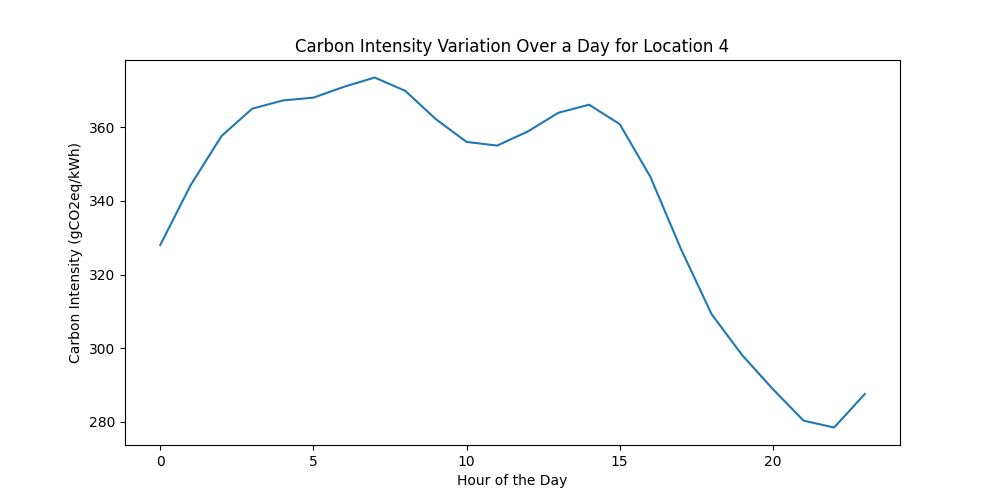 Carbon Intensity Variation Over a Day for Location 4
Carbon Intensity (gCO2eq/kWh)
360
340
320
300
280
0 5 10 15 20
Hour of the Day